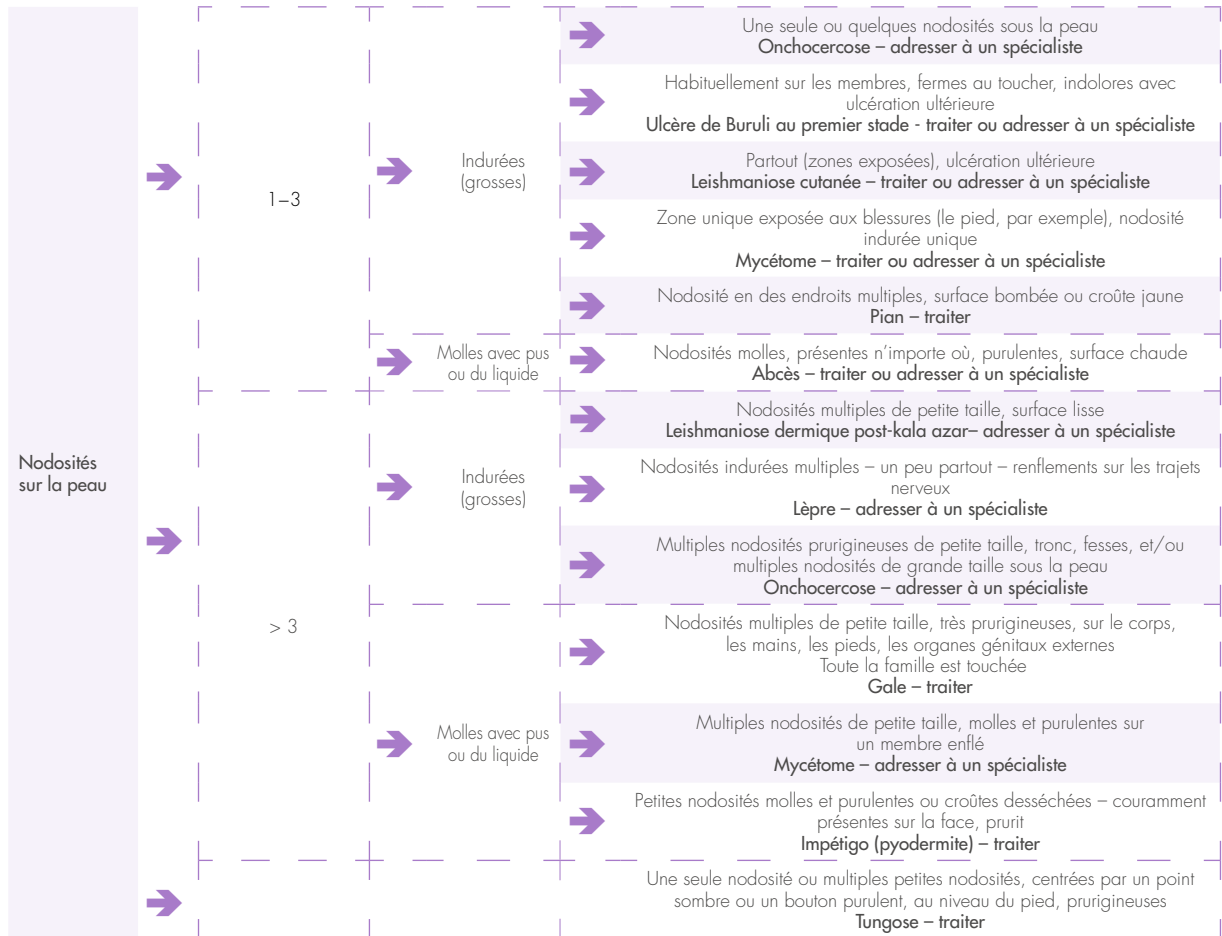 Nodosités
sur la peau
1–3
Indurées
(grosses)
Une seule ou quelques nodosités sous la peau
Onchocercose – adresser à un spécialiste
Habituellement sur les membres, fermes au toucher, indolores avec
ulcération ultérieure
Ulcère de Buruli au premier stade - traiter ou adresser à un spécialiste
Partout (zones exposées), ulcération ultérieure
Leishmaniose cutanée – traiter ou adresser à un spécialiste
Zone unique exposée aux blessures (le pied, par exemple), nodosité
indurée unique
Mycétome – traiter ou adresser à un spécialiste
Nodosité en des endroits multiples, surface bombée ou croûte jaune
Pian – traiter
Molles avec pus
ou du liquide
Nodosités molles, présentes n’importe où, purulentes, surface chaude
Abcès – traiter ou adresser à un spécialiste
> 3
Indurées
(grosses)
Nodosités multiples de petite taille, surface lisse
Leishmaniose dermique post-kala azar– adresser à un spécialiste
Nodosités indurées multiples – un peu partout – renflements sur les trajets
nerveux
Lèpre – adresser à un spécialiste
Multiples nodosités prurigineuses de petite taille, tronc, fesses, et/ou
multiples nodosités de grande taille sous la peau
Onchocercose – adresser à un spécialiste
Molles avec pus
ou du liquide
Nodosités multiples de petite taille, très prurigineuses, sur le corps,
les mains, les pieds, les organes génitaux externes
Toute la famille est touchée
Gale – traiter
Multiples nodosités de petite taille, molles et purulentes sur
un membre enflé
Mycétome – adresser à un spécialiste
Petites nodosités molles et purulentes ou croûtes desséchées – couramment
présentes sur la face, prurit
Impétigo (pyodermite) – traiter
Une seule nodosité ou multiples petites nodosités, centrées par un point
sombre ou un bouton purulent, au niveau du pied, prurigineuses
Tungose – traiter